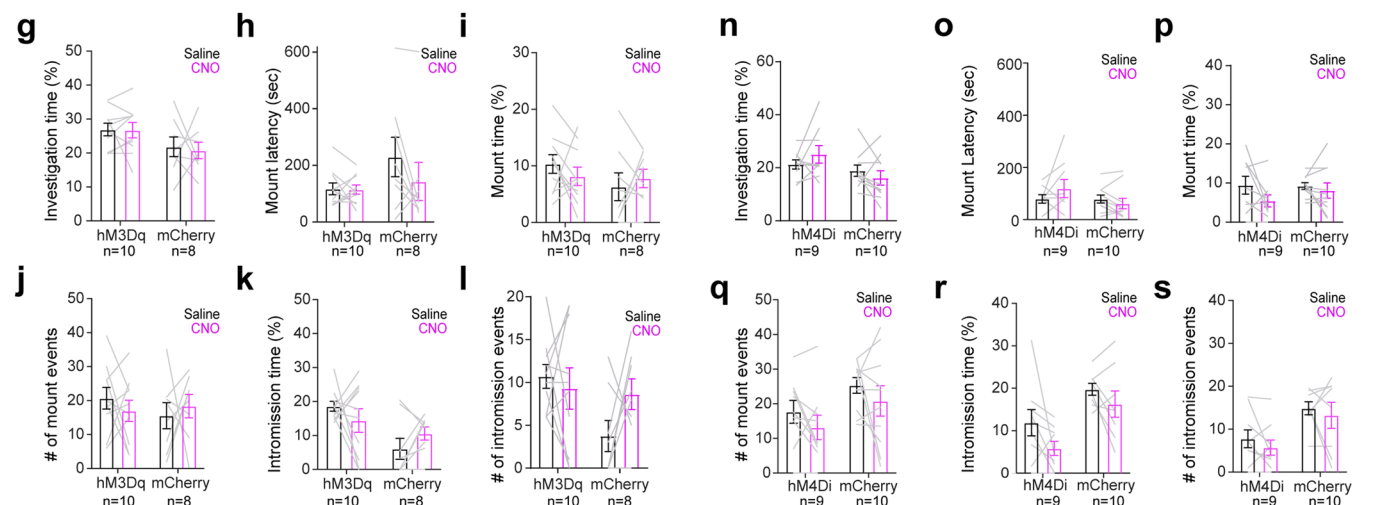 g
Investigation time (%)
50
40
30
20
10
0
Saline
CNO
hM3Dq
n=10
mCherry
n=8
h
Mount latency (sec)
600
400
200
0
Saline
CNO
hM3Dq
n=10
mCherry
n=8
i
Mount time (%)
30
20
10
0
Saline
CNO
hM3Dq
n=10
mCherry
n=8
n
Investigation time (%)
60
40
20
0
Saline
CNO
hM4Di
n=9
mCherry
n=10
o
Mount Latency (sec)
600
400
200
0
Saline
CNO
hM4Di
n=9
mCherry
n=10
p
Mount time (%)
40
30
20
10
0
Saline
CNO
hM4Di
n=9
mCherry
n=10
j
# of mount events
50
40
30
20
10
0
Saline
CNO
hM3Dq
n=10
mCherry
n=8
k
Intromission time (%)
50
40
30
20
10
0
Saline
CNO
hM3Dq
n=10
mCherry
n=8
l
# of intromission events
20
15
10
5
0
Saline
CNO
hM3Dq
n=10
mCherry
n=8
q
# of mount events
50
40
30
20
10
0
Saline
CNO
hM4Di
n=9
mCherry
n=10
r
Intromission time (%)
40
30
20
10
0
Saline
CNO
hM4Di
n=9
mCherry
n=10
s
# of intromission events
40
30
20
10
0
Saline
CNO
hM4Di
n=9
mCherry
n=10